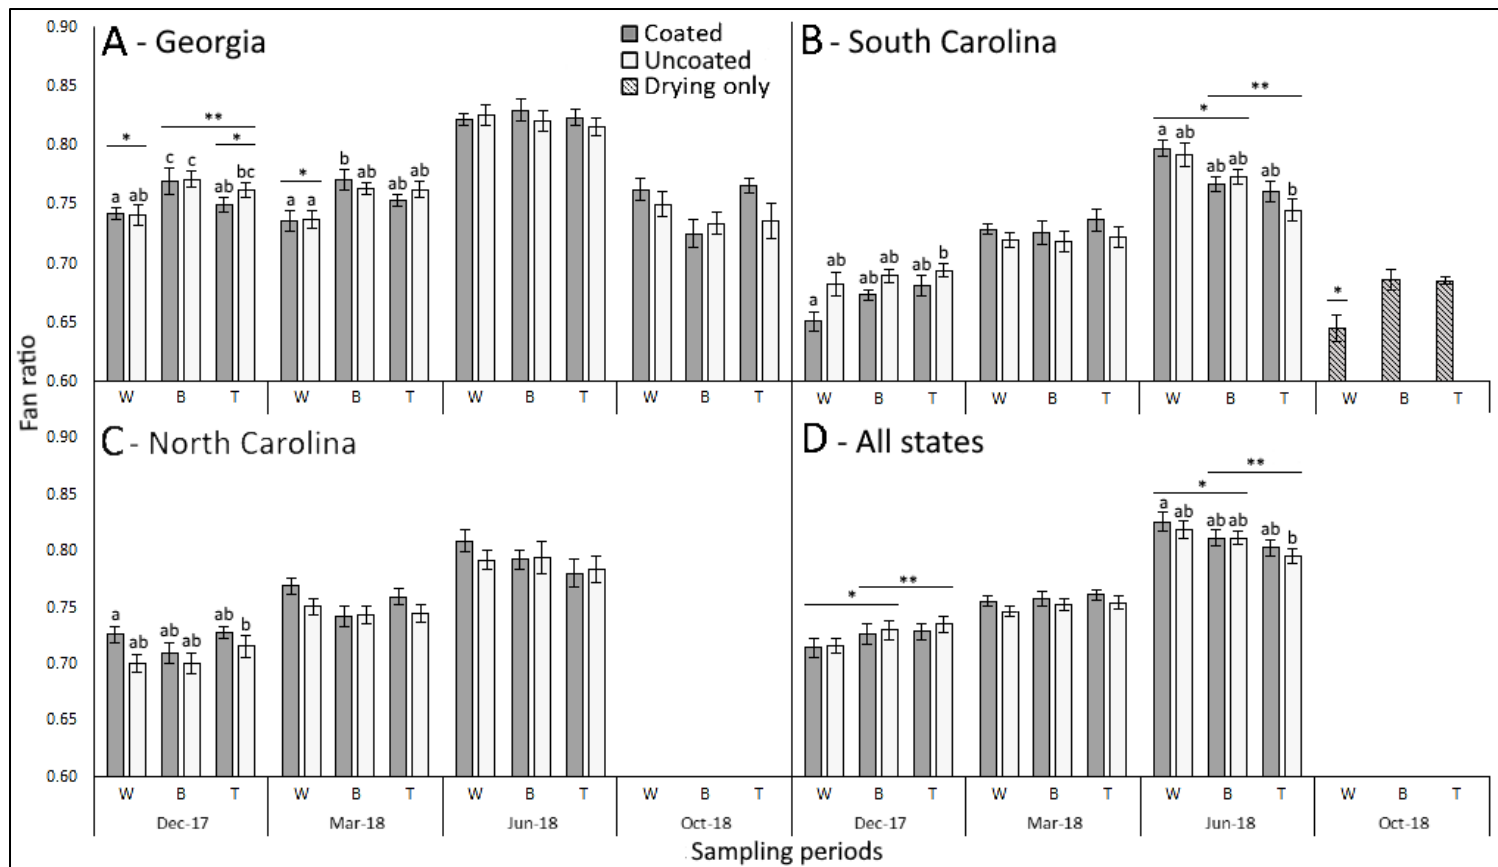 A - Georgia
Coated
Uncoated
Drying only
B - South Carolina
0.90
0.85
0.80
0.75
0.70
0.65
0.60
* ** *
a ab c c ab bc
*
a a b ab ab ab
** *
a ab ab ab ab b
a ab ab ab ab b
*
W B T W B T W B T W B T W B T W B T W B T W B T
Fan ratio
C - North Carolina
D - All states
0.90
0.85
0.80
0.75
0.70
0.65
0.60
a ab ab ab ab b
* **
* **
a ab ab ab ab b
W B T W B T W B T W B T W B T W B T W B T W B T
Dec-17 Mar-18 Jun-18 Oct-18 Dec-17 Mar-18 Jun-18 Oct-18
Sampling periods